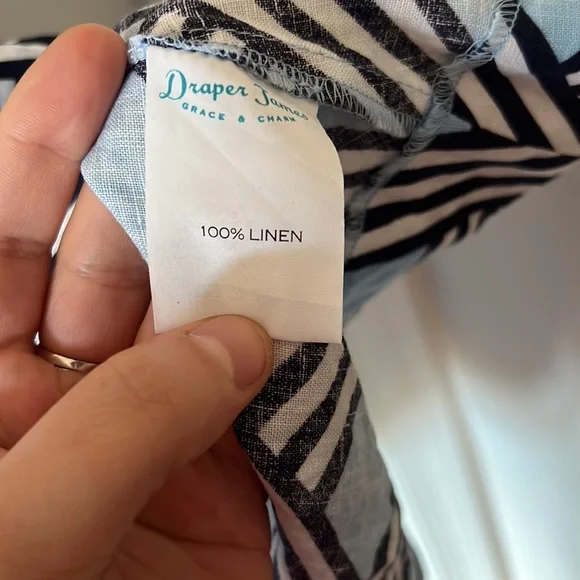 Draper James
GRACE & CHARM
100% LINEN